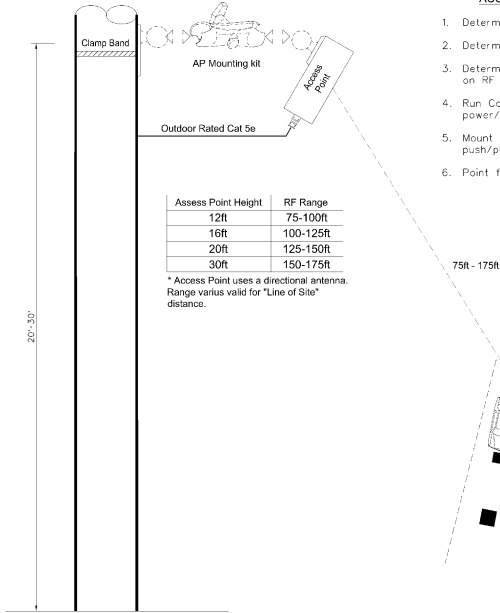 Clamp Band
AP Mounting kit
Access
Point
Outdoor Rated Cat 5e
Assess Point Height RF Range
12ft 75-100ft
16ft 100-125ft
20ft 125-150ft
30ft 150-175ft
* Access Point uses a directional antenna.
Range varius valid for "Line of Site"
distance.
20'-30'
75ft - 175ft
1. Determ
2. Determ
3. Determ
on RF
4. Run Co
power/
5. Mount
push/p
6. Point f